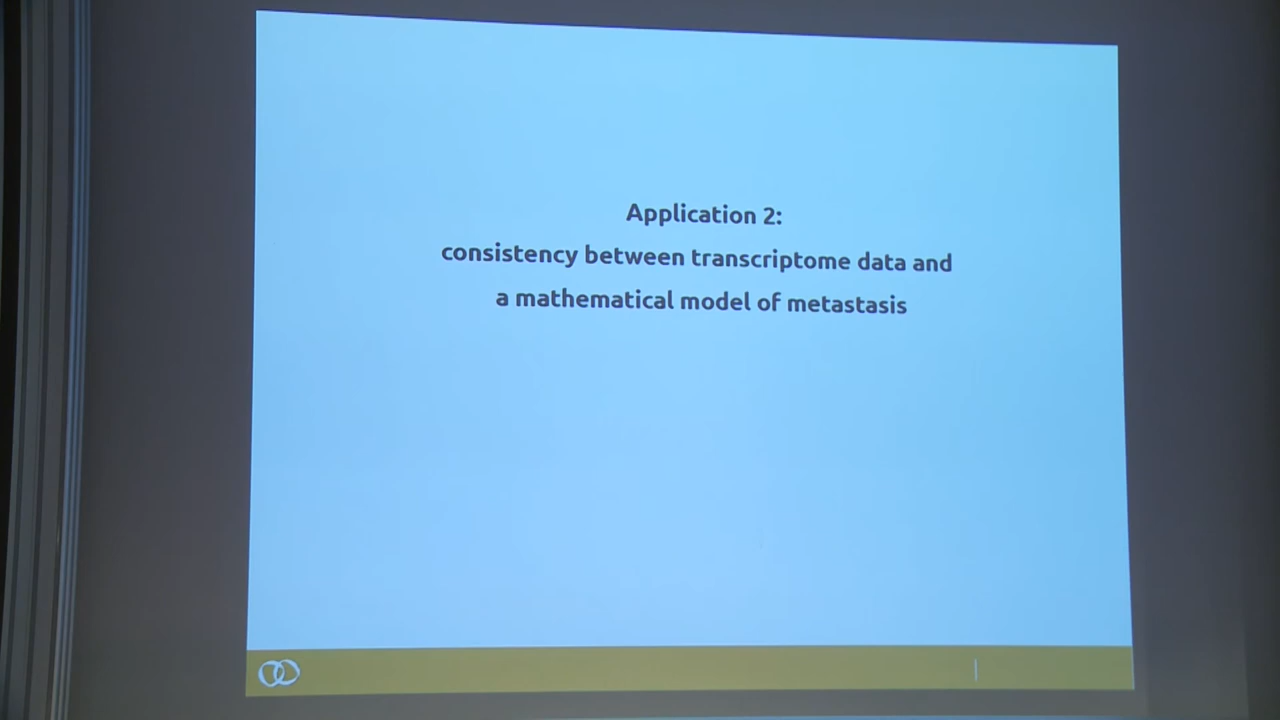 Application 2:
consistency between transcriptome data and
a mathematical model of metastasis